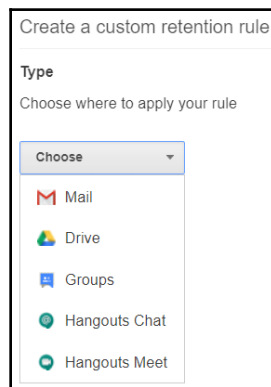 Create a custom retention rule
Type
Choose where to apply your rule
Choose
Mail
Drive
Groups
Hangouts Chat
Hangouts Meet